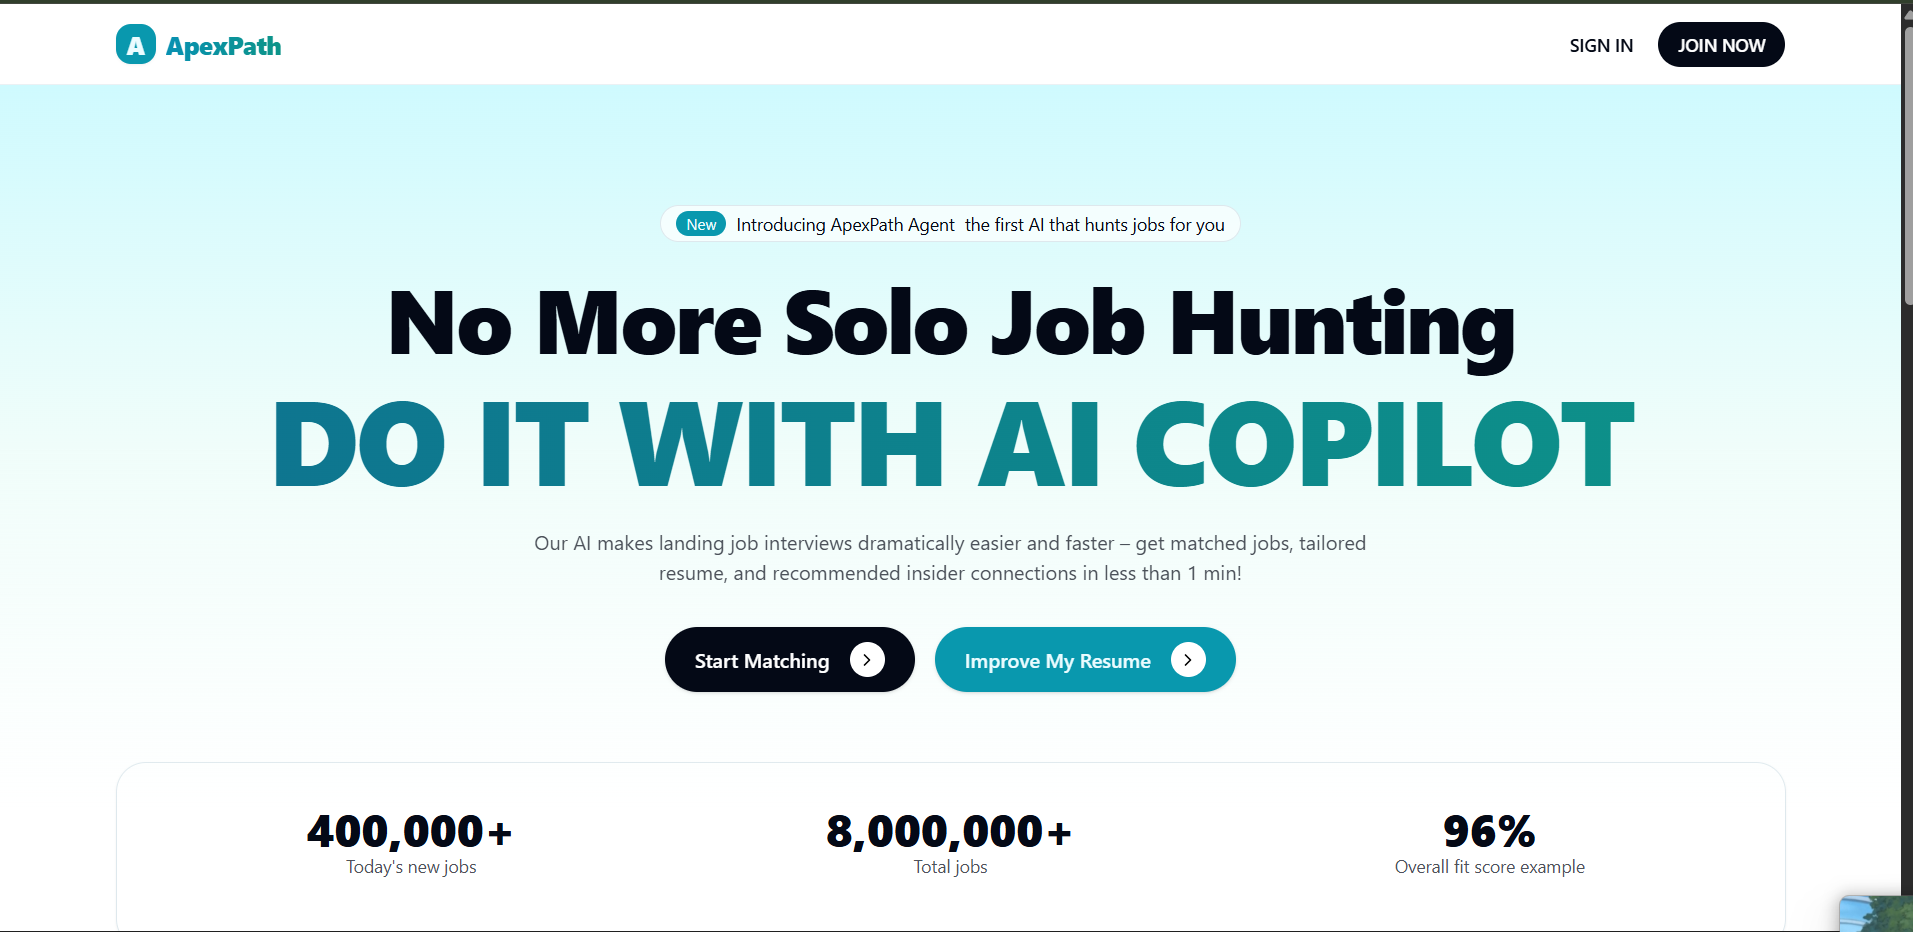 A ApexPath
SIGN IN
JOIN NOW
New Introducing ApexPath Agent  the first AI that hunts jobs for you
No More Solo Job Hunting
DO IT WITH AI COPILOT
Our AI makes landing job interviews dramatically easier and faster – get matched jobs, tailored
resume, and recommended insider connections in less than 1 min!
Start Matching
Improve My Resume
400,000+
Today's new jobs
8,000,000+
Total jobs
96%
Overall fit score example